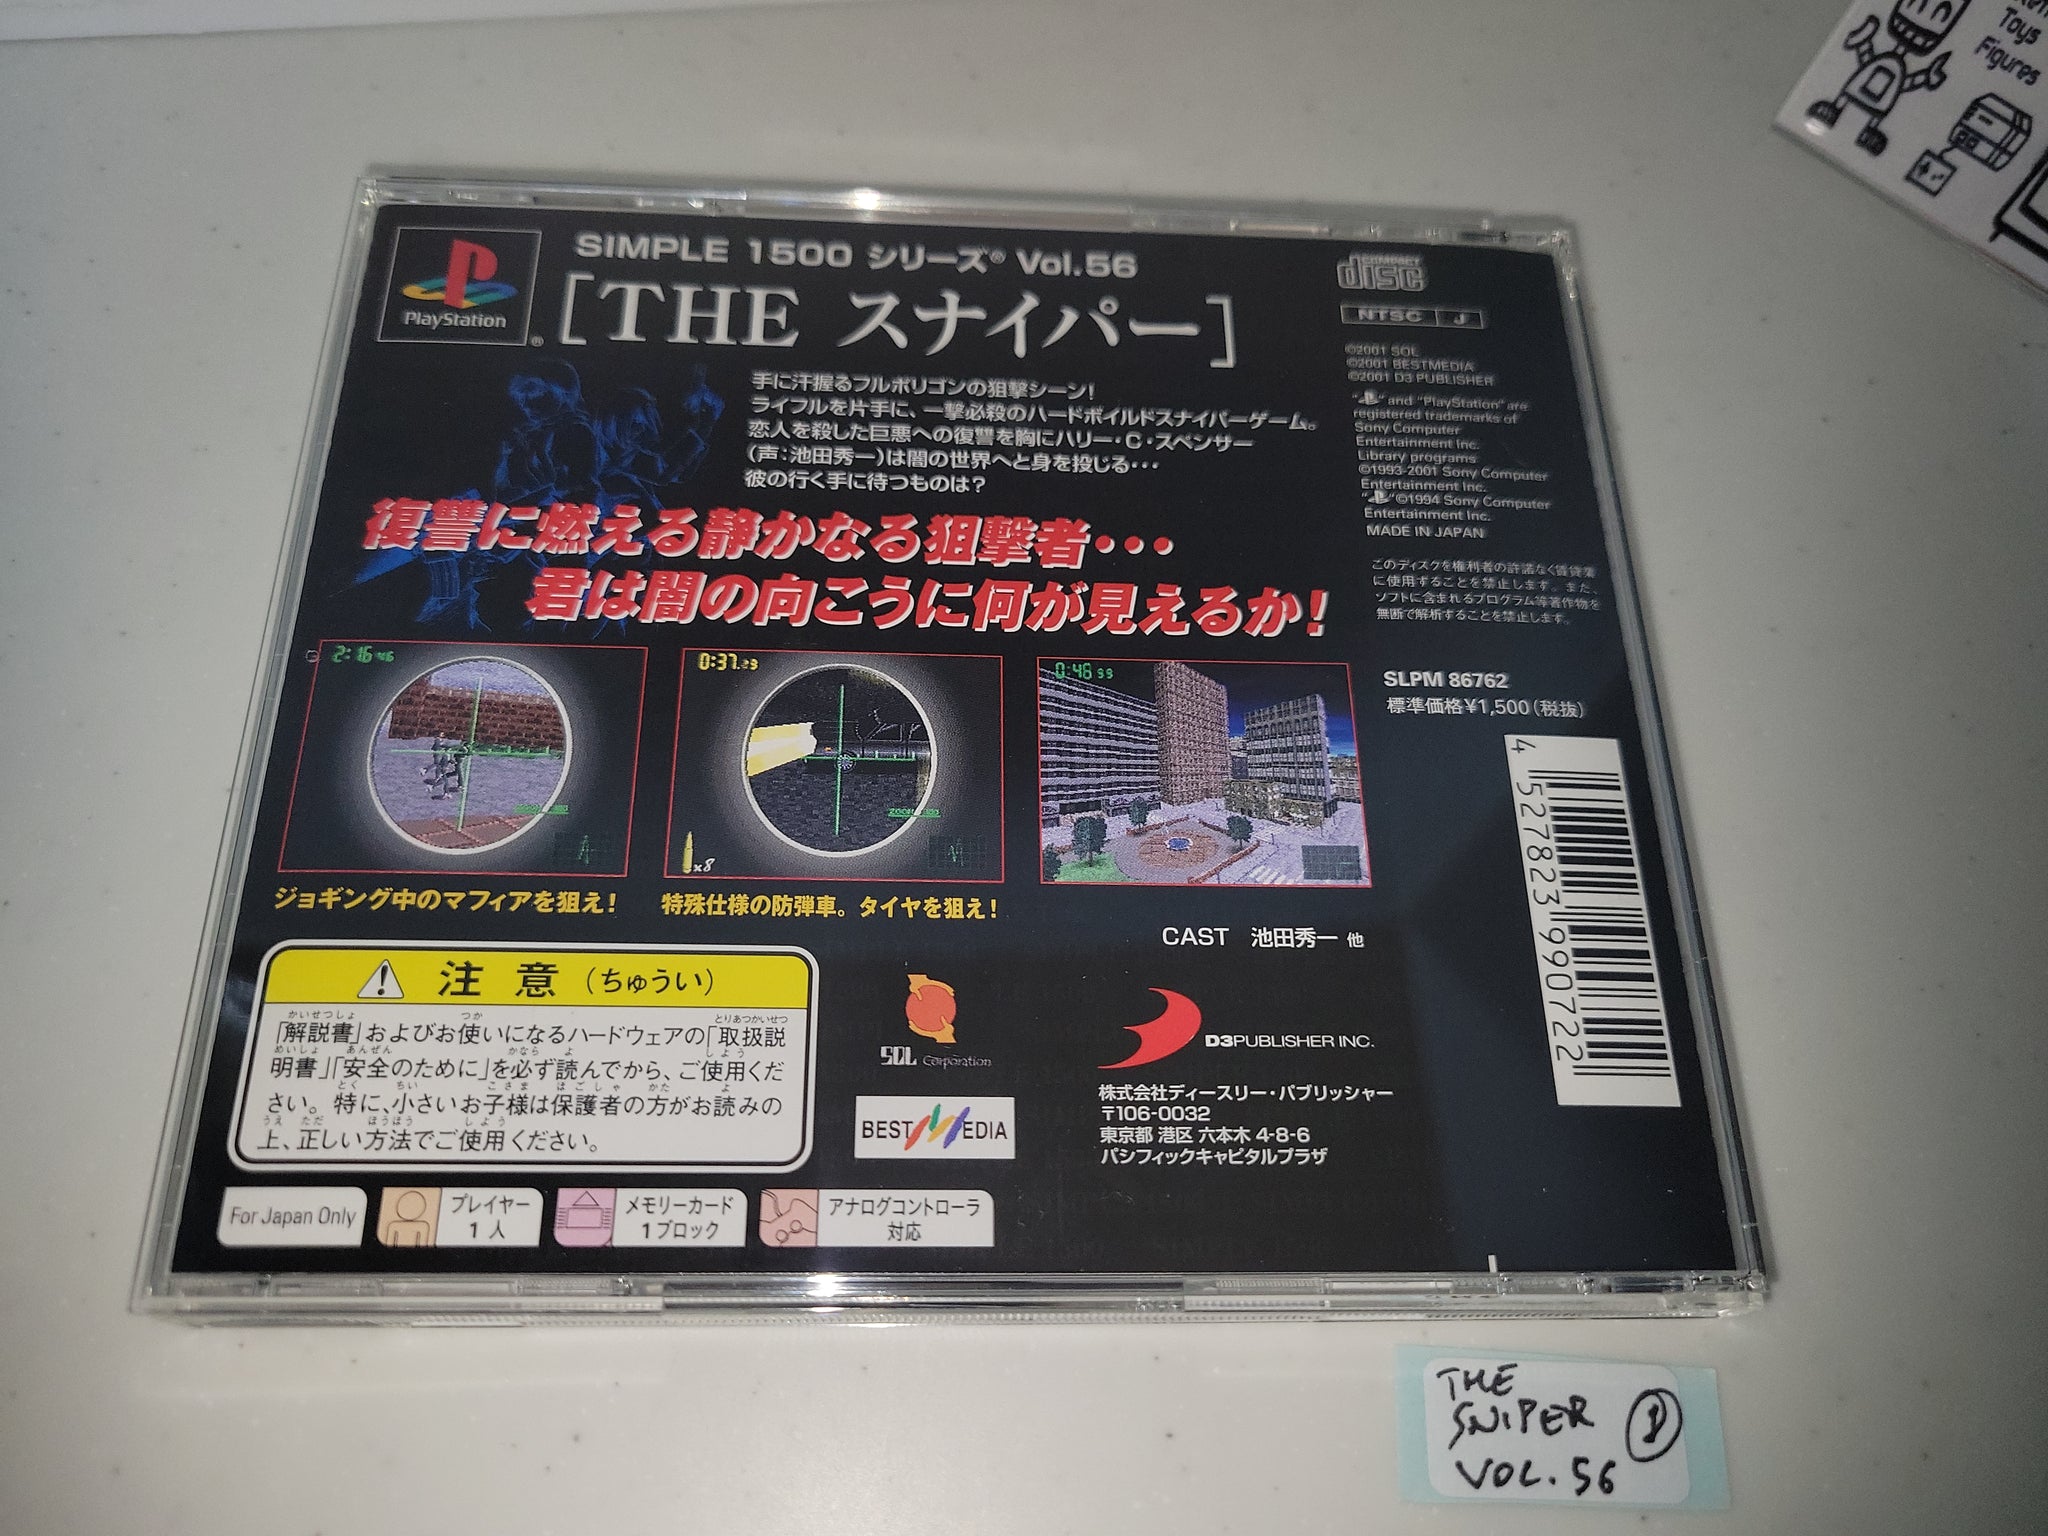 Toys
Figures
PlayStation
SIMPLE 1500 シリーズ® Vol.56
[THE スナイパー]
手に汗握るフルポリゴンの狙撃シーン!
ライフルを片手に、一撃必殺のハードボイルドスナイパーゲーム。
恋人を殺した巨悪への復讐を胸にハリー・C・スペンサー
(声:池田秀一)は闇の世界へと身を投じる・・・
彼の行く手に待つものは?
復讐に燃える静かなる狙撃者・・・
君は闇の向こうに何が見えるか!
COMPACT
disc
NTSC J
©2001 SOL
©2001 BESTMEDIA
©2001 D3 PUBLISHER
" " and "PlayStation" are
registered trademarks of
Sony Computer
Entertainment Inc.
Library programs
©1993-2001 Sony Computer
Entertainment Inc.
" "©1994 Sony Computer
Entertainment Inc.
MADE IN JAPAN
このディスクを権利者の許諾なく賃貸業
に使用することを禁止します。また、
ソフトに含まれるプログラム等著作物を
無断で解析することを禁止します。
SLPM 86762
標準価格¥1,500(税抜)
4 527823 990722
2:16
0:37.23
x8
0:48 99
ジョギング中のマフィアを狙え!
特殊仕様の防弾車。タイヤを狙え!
CAST 池田秀一 他
注意(ちゅうい)
「解説書」およびお使いになるハードウェアの「取扱説
明書」「安全のために」を必ず読んでから、ご使用くだ
さい。特に、小さいお子様は保護者の方がお読みの
上、正しい方法でご使用ください。
SOL Corporation
BESTMEDIA
D3PUBLISHER INC.
株式会社ディースリー・パブリッシャー
〒106-0032
東京都 港区 六本木 4-8-6
パシフィックキャピタルプラザ
For Japan Only
プレイヤー
1人
メモリーカード
1ブロック
アナログコントローラ
対応
THE
SNIPER
VOL.56